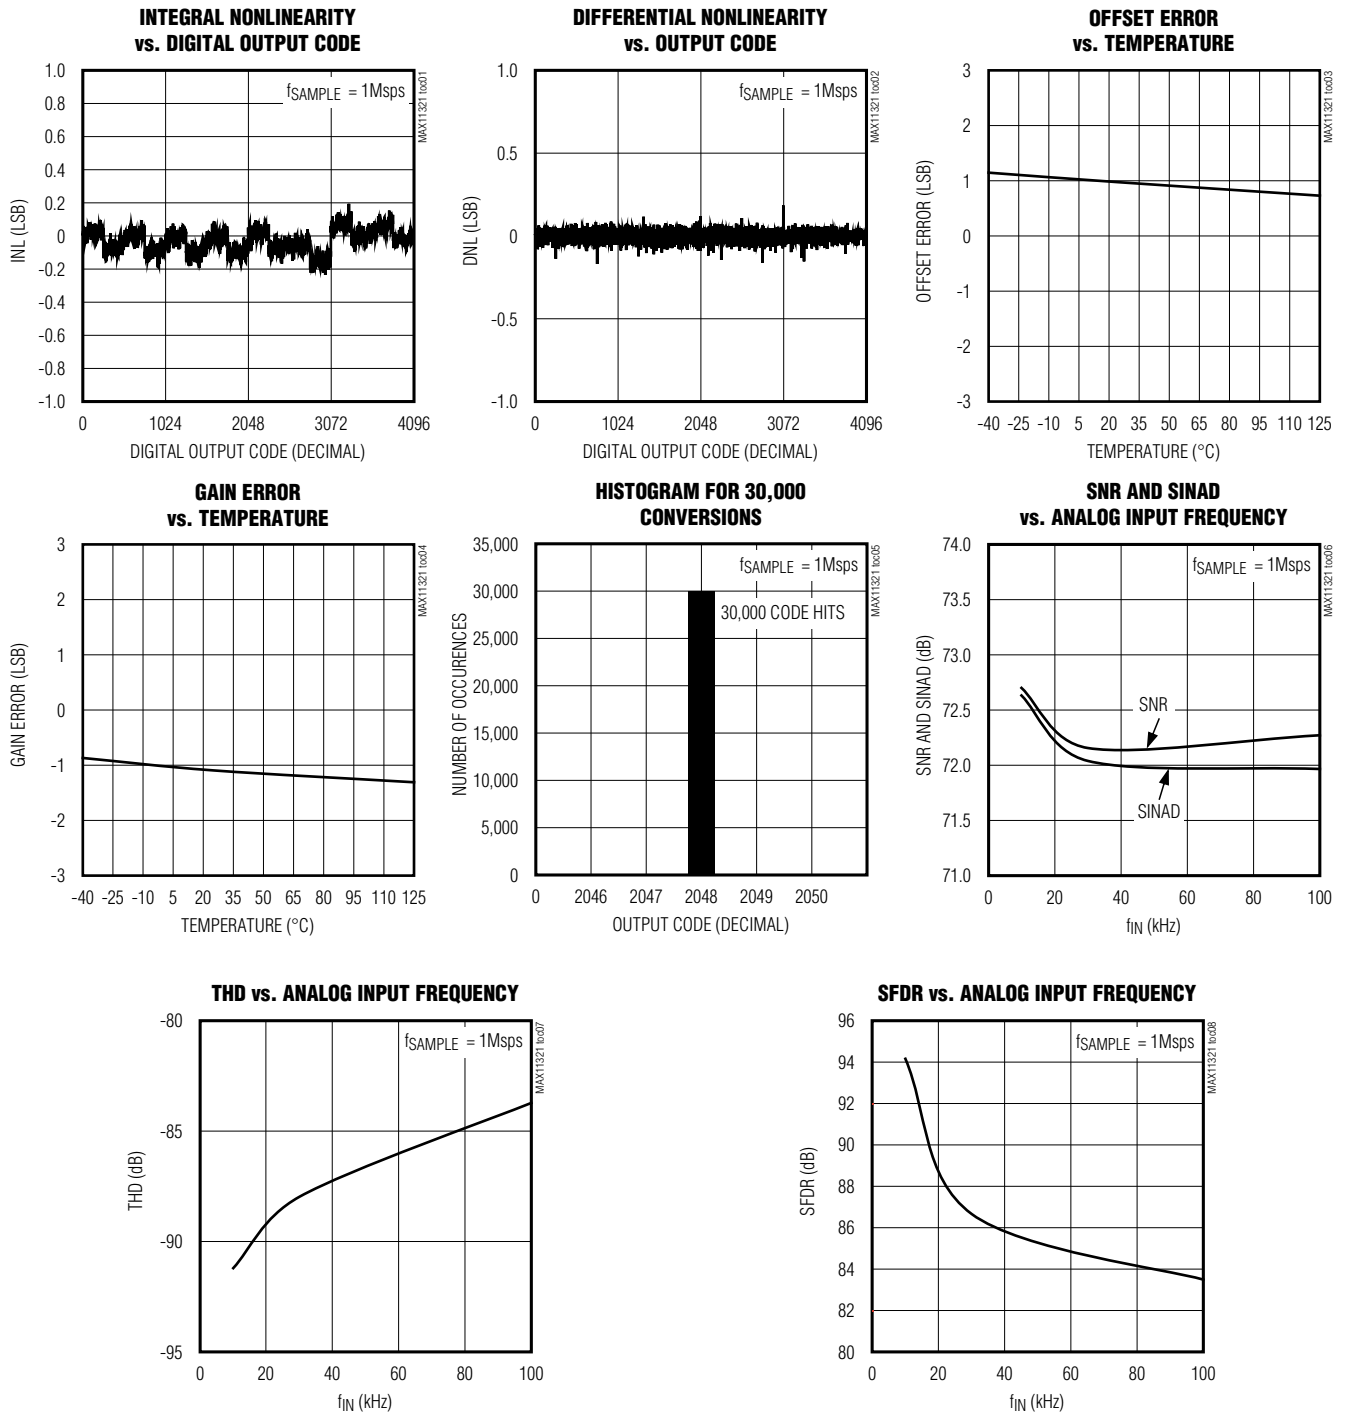 INTEGRAL NONLINEARITY
vs. DIGITAL OUTPUT CODE
1.0
0.8
0.6
0.4
0.2
0
-0.2
-0.4
-0.6
-0.8
-1.0
INL (LSB)
fSAMPLE = 1Msps
MAX11321 toc01
0 1024 2048 3072 4096
DIGITAL OUTPUT CODE (DECIMAL)
DIFFERENTIAL NONLINEARITY
vs. OUTPUT CODE
1.0
0.5
0
-0.5
-1.0
DNL (LSB)
fSAMPLE = 1Msps
MAX11321 toc02
0 1024 2048 3072 4096
DIGITAL OUTPUT CODE (DECIMAL)
OFFSET ERROR
vs. TEMPERATURE
3
2
1
0
-1
-2
-3
OFFSET ERROR (LSB)
MAX11321 toc03
-40 -25 -10 5 20 35 50 65 80 95 110 125
TEMPERATURE (°C)
GAIN ERROR
vs. TEMPERATURE
3
2
1
0
-1
-2
-3
GAIN ERROR (LSB)
MAX11321 toc04
-40 -25 -10 5 20 35 50 65 80 95 110 125
TEMPERATURE (°C)
HISTOGRAM FOR 30,000
CONVERSIONS
35,000
30,000
25,000
20,000
15,000
10,000
5,000
0
NUMBER OF OCCURENCES
fSAMPLE = 1Msps
30,000 CODE HITS
MAX11321 toc05
0 2046 2047 2048 2049 2050
OUTPUT CODE (DECIMAL)
SNR AND SINAD
vs. ANALOG INPUT FREQUENCY
74.0
73.5
73.0
72.5
72.0
71.5
71.0
SNR AND SINAD (dB)
fSAMPLE = 1Msps
SNR
SINAD
MAX11321 toc06
0 20 40 60 80 100
fIN (kHz)
THD vs. ANALOG INPUT FREQUENCY
-80
-85
-90
-95
THD (dB)
fSAMPLE = 1Msps
MAX11321 toc07
0 20 40 60 80 100
fIN (kHz)
SFDR vs. ANALOG INPUT FREQUENCY
96
94
92
90
88
86
84
82
80
SFDR (dB)
fSAMPLE = 1Msps
MAX11321 toc08
0 20 40 60 80 100
fIN (kHz)